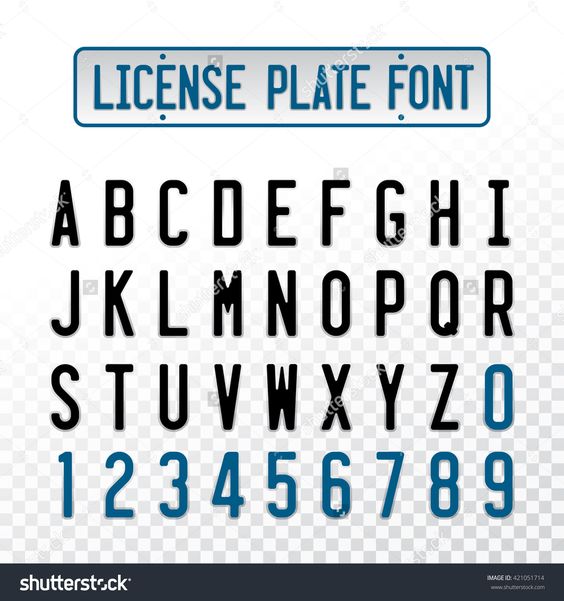 LICENSE PLATE FONT
A B C D E F G H I
J K L M N O P Q R
S T U V W X Y Z 0
1 2 3 4 5 6 7 8 9
shutterstock
IMAGE ID: 421051714
www.shutterstock.com